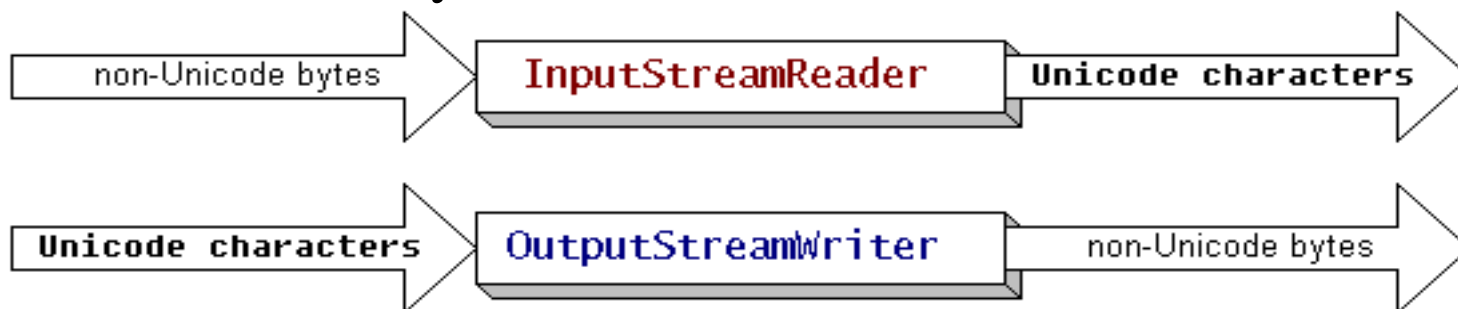 non-Unicode bytes InputStreamReader Unicode characters
Unicode characters OutputStreamWriter non-Unicode bytes